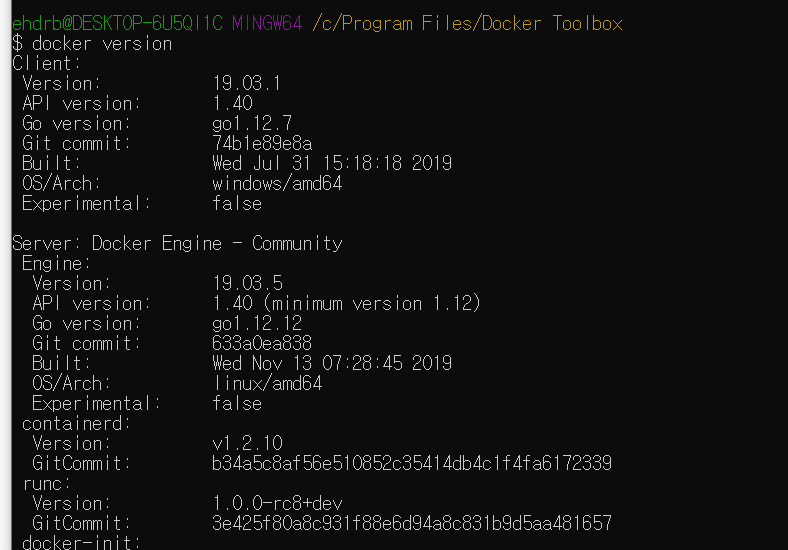 ehdrb@DESKTOP-6U5QI1C MINGW64 /c/Program Files/Docker Toolbox
$ docker version
Client:
 Version:           19.03.1
 API version:       1.40
 Go version:        go1.12.7
 Git commit:        74b1e89e8a
 Built:             Wed Jul 31 15:18:18 2019
 OS/Arch:           windows/amd64
 Experimental:      false

Server: Docker Engine - Community
 Engine:
  Version:          19.03.5
  API version:      1.40 (minimum version 1.12)
  Go version:       go1.12.12
  Git commit:       633a0ea838
  Built:            Wed Nov 13 07:28:45 2019
  OS/Arch:          linux/amd64
  Experimental:     false
 containerd:
  Version:          v1.2.10
  GitCommit:        b34a5c8af56e510852c35414db4c1f4fa6172339
 runc:
  Version:          1.0.0-rc8+dev
  GitCommit:        3e425f80a8c931f88e6d94a8c831b9d5aa481657
 docker-init: